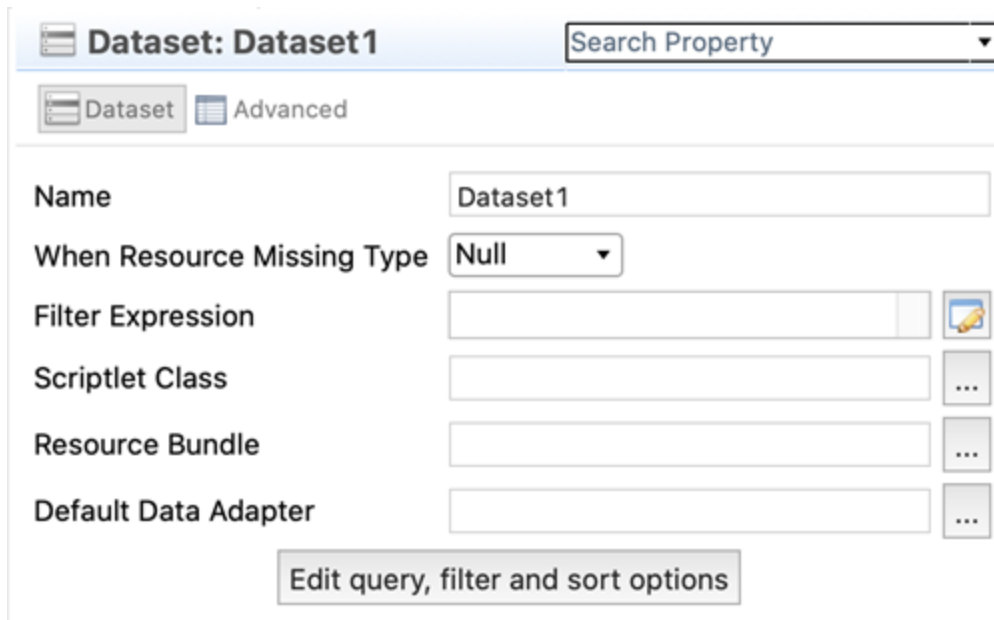 Dataset: Dataset1 Search Property
Dataset Advanced
Name Dataset1
When Resource Missing Type Null
Filter Expression
Scriptlet Class ...
Resource Bundle ...
Default Data Adapter ...
Edit query, filter and sort options